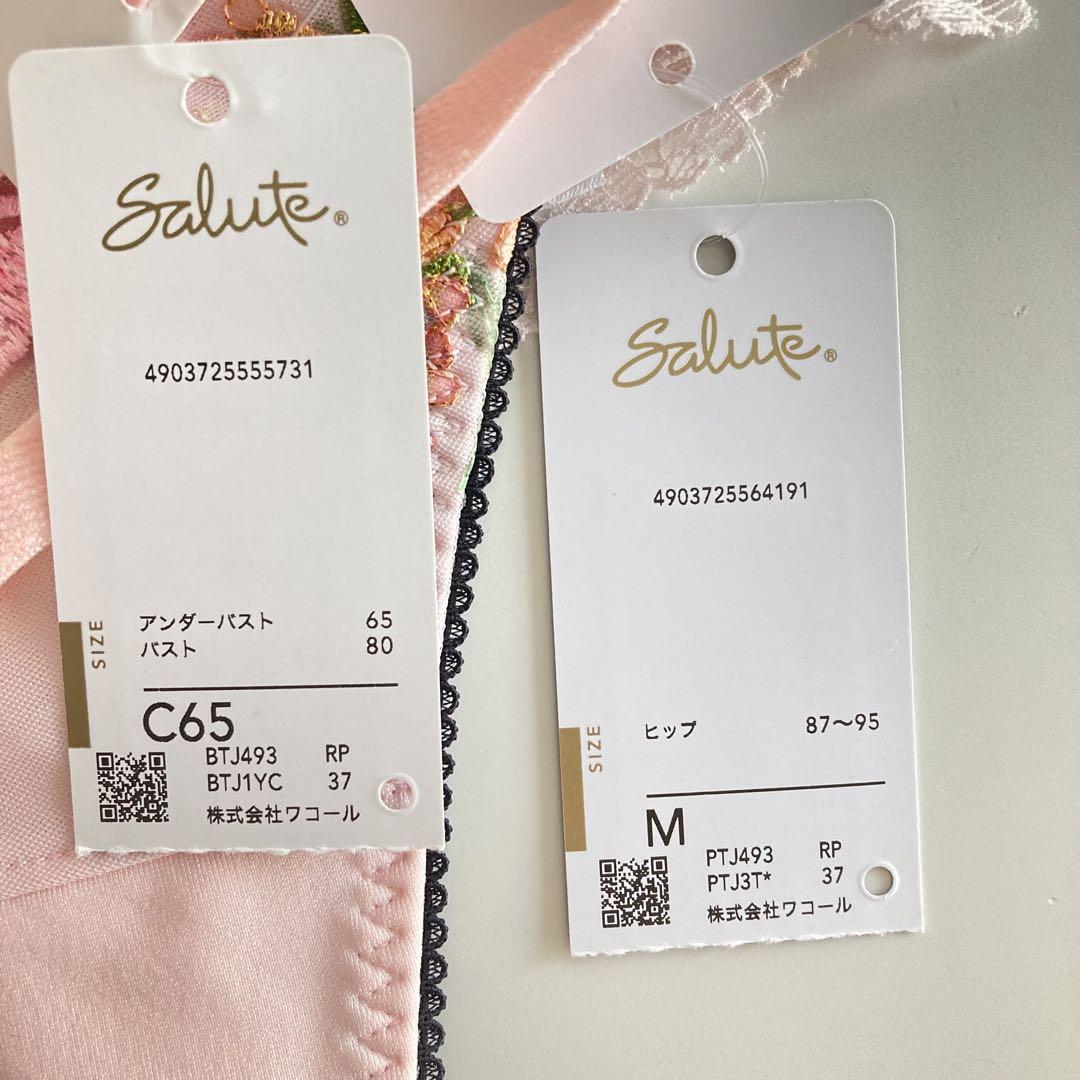 Salute®
4903725555731
SIZE
アンダーバスト 65
バスト 80
C65
BTJ493 RP
BTJ1YC 37
株式会社ワコール
Salute®
4903725564191
SIZE
ヒップ 87〜95
M
PTJ493 RP
PTJ3T* 37
株式会社ワコール